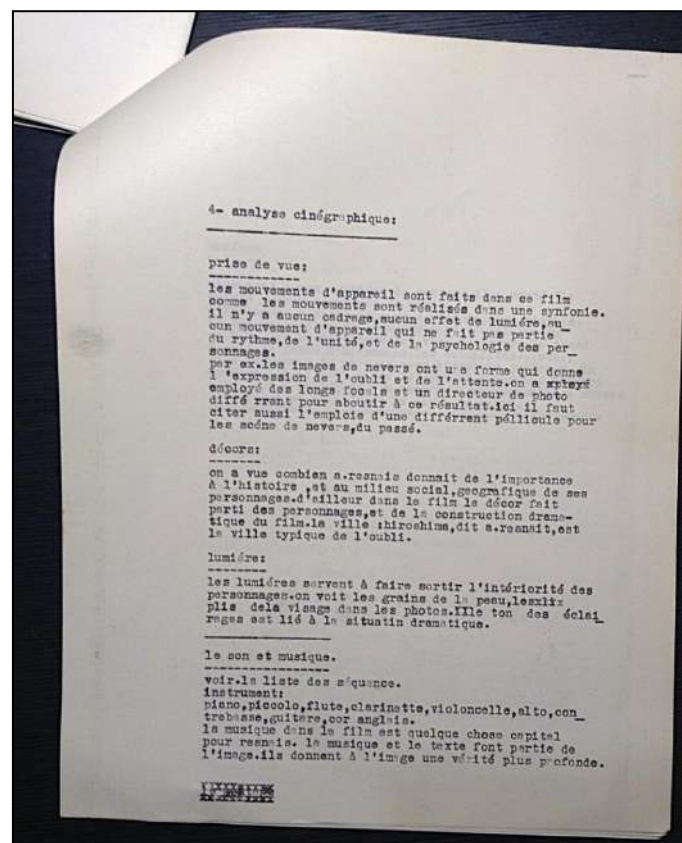 4- analyse cinégraphique:
prise de vue:
les mouvements d'appareil sont faits dans ce film
comme les mouvements sont réalisés dans une synfonie.
il n'y a aucun cadrage,aucun effet de lumiére,au_
cun mouvement d'appareil qui ne fait pas partie
du rythme,de l'unité,et de la psychologie des per_
sonnages.
par ex.les images de nevers ont une forme qui donne
l'expression de l'oubli et de l'attente.on a
employé des longs focals et un directeur de photo
diffé rrent pour aboutir à ce résultat.ici il faut
citer aussi l'emploie d'une différrent péllicule pour
les scéne de nevers,du passé.
décors:
on a vue combien a.resnais donnait de l'importance
à l'histoire ,et au milieu social,geografique de ses
personnages.d'ailleur dans le film le décor fait
parti des personnages,et de la construction drama-
tique du film.la ville :hiroshima,dit a.resnait,est
la ville typique de l'oubli.
lumiére:
les lumiéres servent à faire sortir l'intériorité des
personnages.on voit les grains de la peau,les
plis dela visage dans les photos. le ton des éclai_
rages est lié à la situatin dramatique.
le son et musique.
voir.la liste des séquance.
instrument:
piano,piccolo,flute,clarinette,violoncelle,alto,con_
trebasse,guitare,cor anglais.
la musique dans le film est quelque chose capital
pour resnais. la musique et le texte font partie de
l'image.ils donnent à l'image une vérité plus profonde.